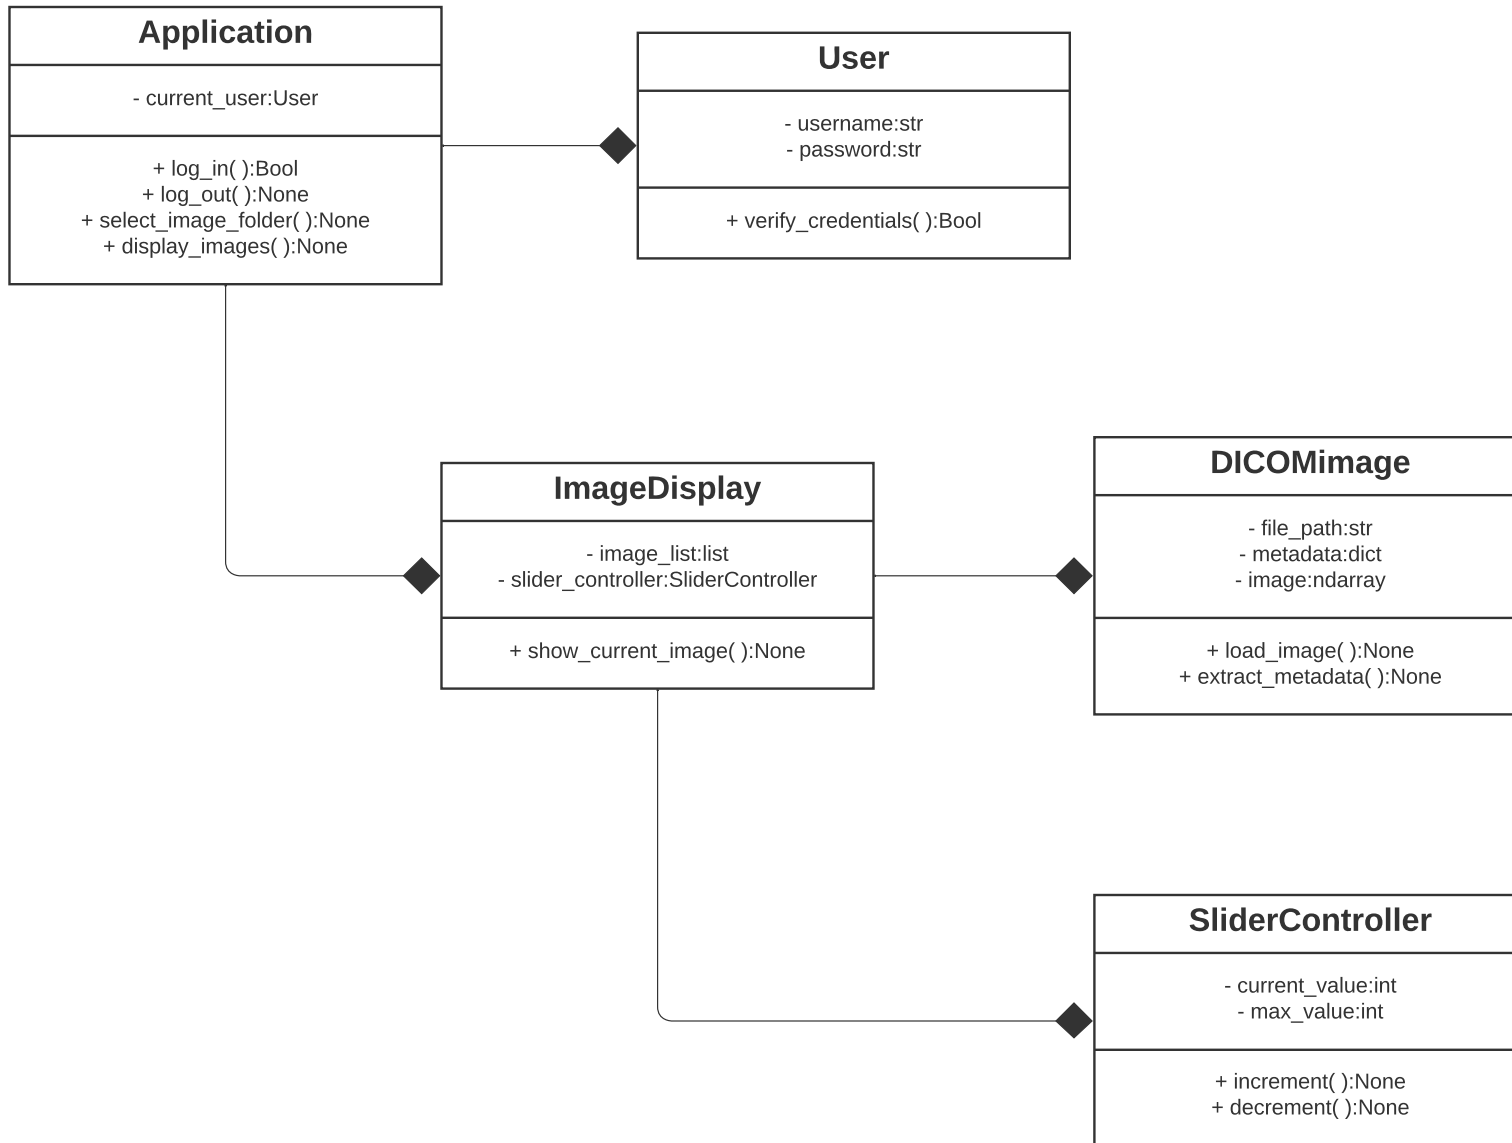 Application
- current_user:User
+ log_in( ):Bool
+ log_out( ):None
+ select_image_folder( ):None
+ display_images( ):None
User
- username:str
- password:str
+ verify_credentials( ):Bool
ImageDisplay
- image_list:list
- slider_controller:SliderController
+ show_current_image( ):None
DICOMimage
- file_path:str
- metadata:dict
- image:ndarray
+ load_image( ):None
+ extract_metadata( ):None
SliderController
- current_value:int
- max_value:int
+ increment( ):None
+ decrement( ):None